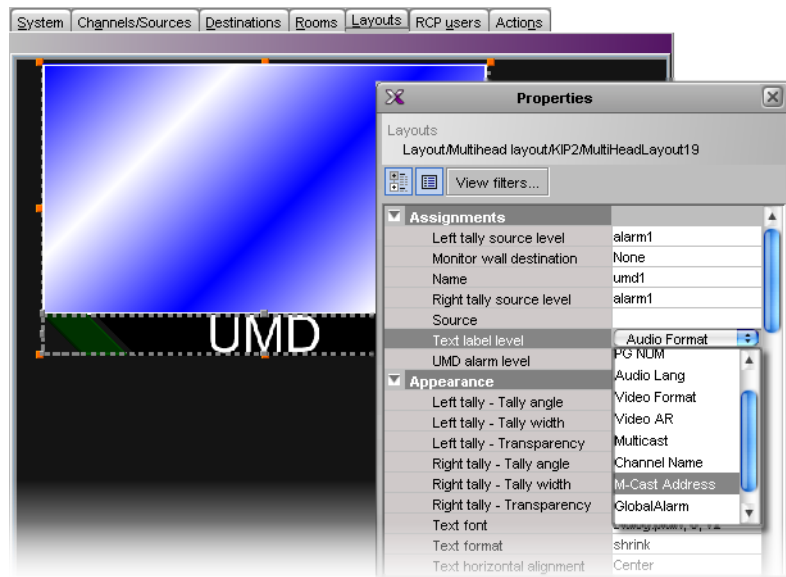 System Channels/Sources Destinations Rooms Layouts RCP users Actions
UMD
Properties
Layouts
Layout/Multihead layout/KIP2/MultiHeadLayout19
View filters...
Assignments
Left tally source level alarm1
Monitor wall destination None
Name umd1
Right tally source level alarm1
Source
Text label level Audio Format
UMD alarm level
PG NUM
Audio Lang
Video Format
Video AR
Multicast
Channel Name
M-Cast Address
GlobalAlarm
Appearance
Left tally - Tally angle
Left tally - Tally width
Left tally - Transparency
Right tally - Tally angle
Right tally - Tally width
Right tally - Transparency
Text font
Text format shrink
Text horizontal alignment Center